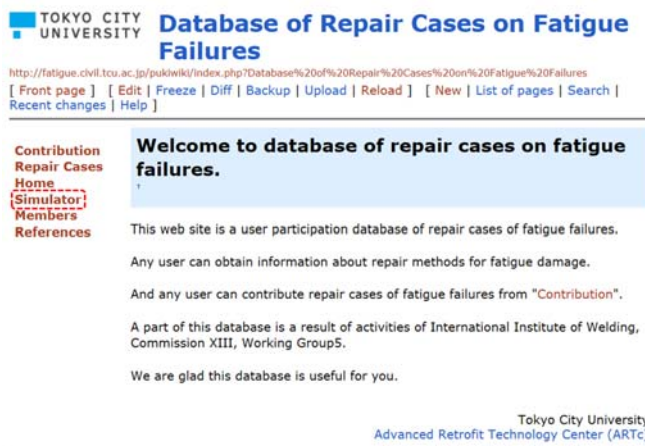 TOKYO CITY
UNIVERSITY
Database of Repair Cases on Fatigue
Failures
http://fatigue.civil.tcu.ac.jp/pukiwiki/index.php?Database%20of%20Repair%20Cases%20on%20Fatigue%20Failures
[ Front page ] [ Edit | Freeze | Diff | Backup | Upload | Reload ] [ New | List of pages | Search |
Recent changes | Help ]
Contribution
Repair Cases
Home
Simulator
Members
References
Welcome to database of repair cases on fatigue
failures.
†
This web site is a user participation database of repair cases of fatigue failures.
Any user can obtain information about repair methods for fatigue damage.
And any user can contribute repair cases of fatigue failures from "Contribution".
A part of this database is a result of activities of International Institute of Welding,
Commission XIII, Working Group5.
We are glad this database is useful for you.
Tokyo City University
Advanced Retrofit Technology Center (ARTc)